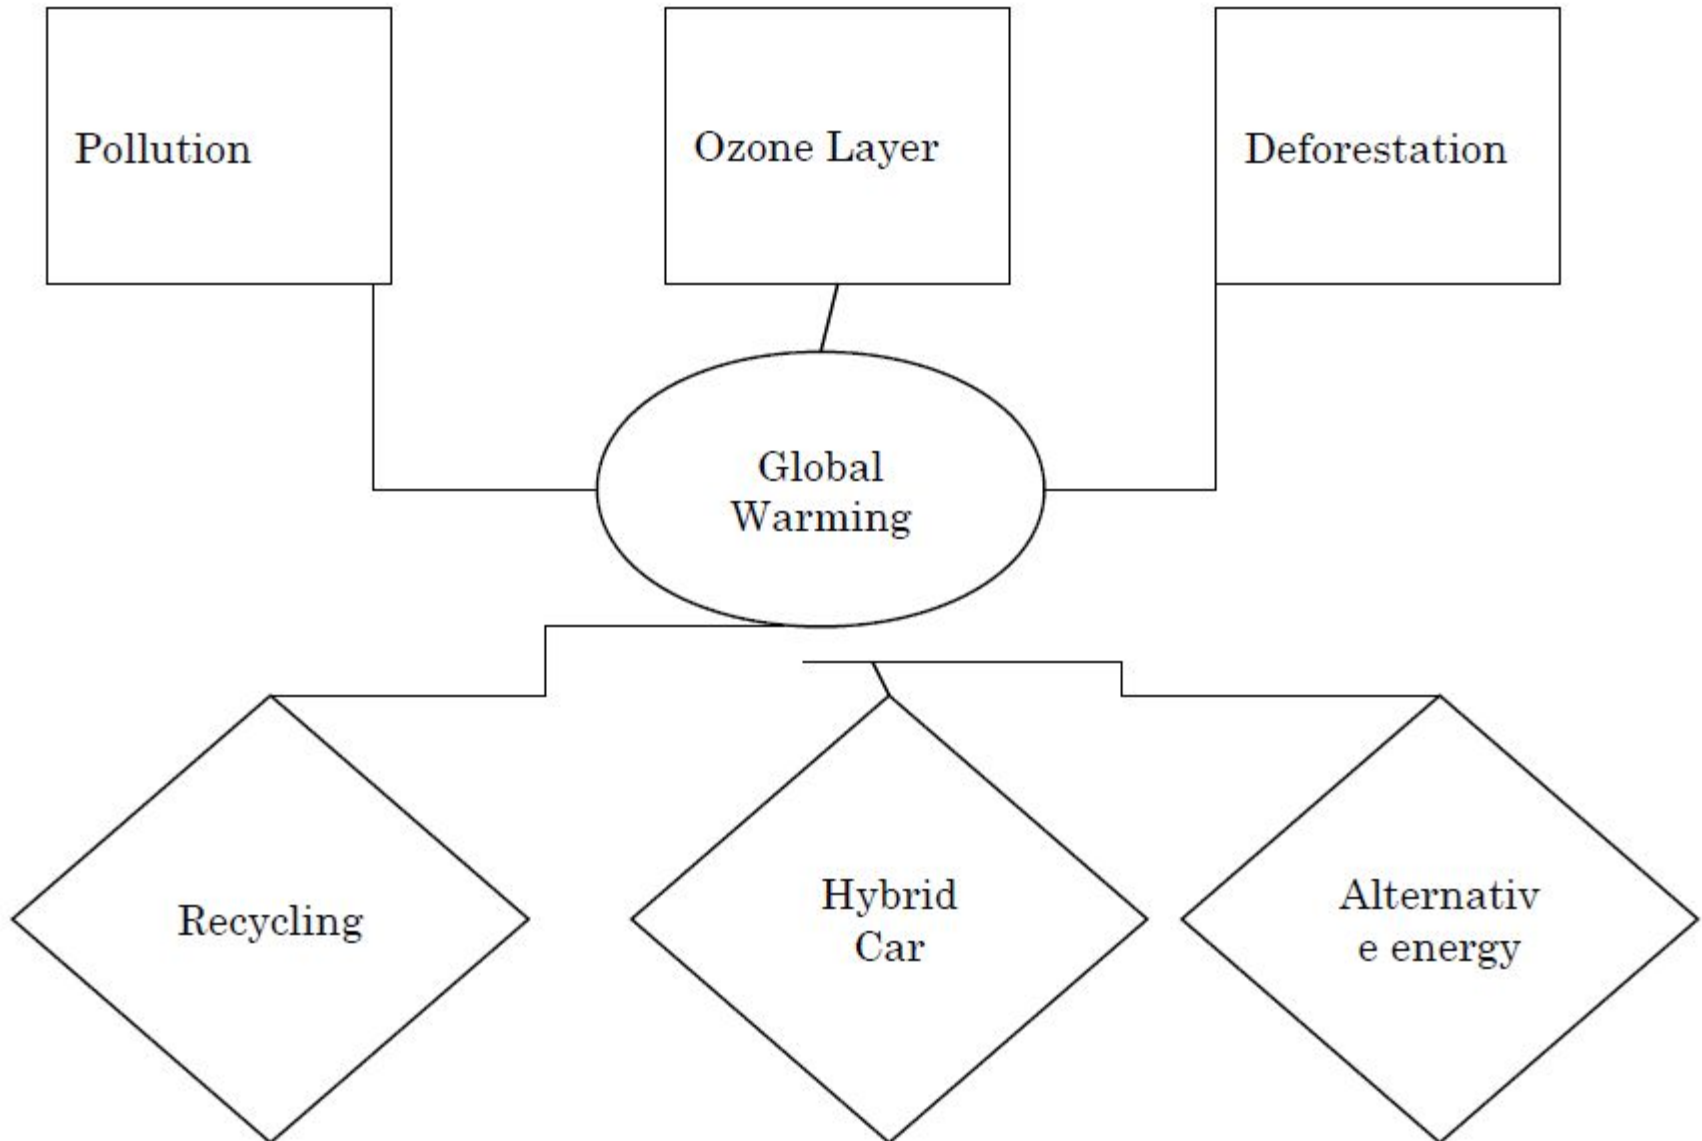 Pollution
Ozone Layer
Deforestation
Global
Warming
Recycling
Hybrid
Car
Alternativ
e energy